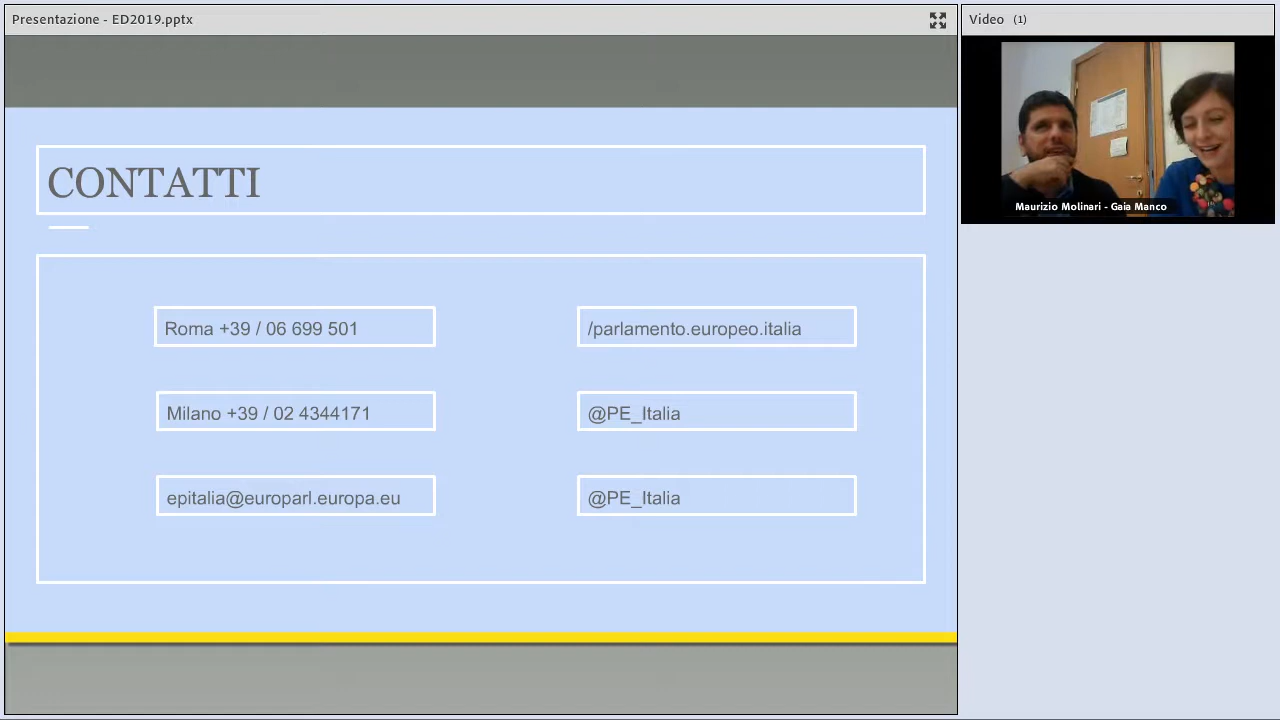 Presentazione - ED2019.pptx
Video (1)
Maurizio Molinari - Gaia Manco
CONTATTI
Roma +39 / 06 699 501
/parlamento.europeo.italia
Milano +39 / 02 4344171
@PE_Italia
epitalia@europarl.europa.eu
@PE_Italia